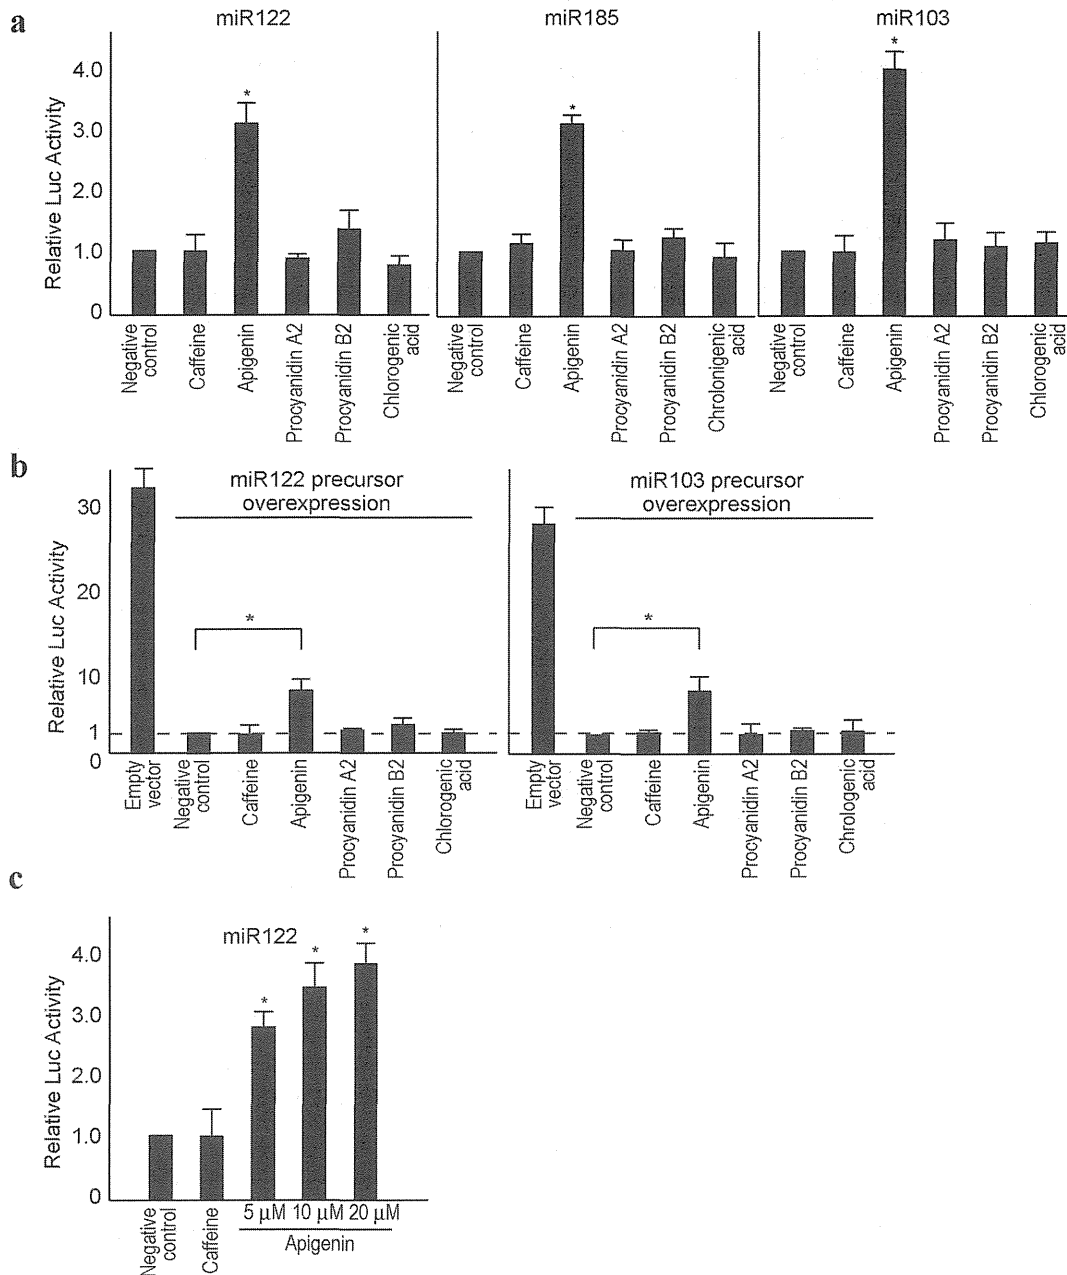 a
miR122
miR185
miR103
Relative Luc Activity
4.0
3.0
2.0
1.0
0
*
*
*
Negative control
Caffeine
Apigenin
Procyanidin A2
Procyanidin B2
Chlorogenic acid
Negative control
Caffeine
Apigenin
Procyanidin A2
Procyanidin B2
Chrolonigenic acid
Negative control
Caffeine
Apigenin
Procyanidin A2
Procyanidin B2
Chlorogenic acid
b
miR122 precursor
overexpression
miR103 precursor
overexpression
Relative Luc Activity
30
20
10
1
0
*
*
Empty vector
Negative control
Caffeine
Apigenin
Procyanidin A2
Procyanidin B2
Chlorogenic acid
Empty vector
Negative control
Caffeine
Apigenin
Procyanidin A2
Procyanidin B2
Chrologenic acid
c
miR122
Relative Luc Activity
4.0
3.0
2.0
1.0
0
*
*
*
Negative control
Caffeine
5 μM 10 μM 20 μM
Apigenin